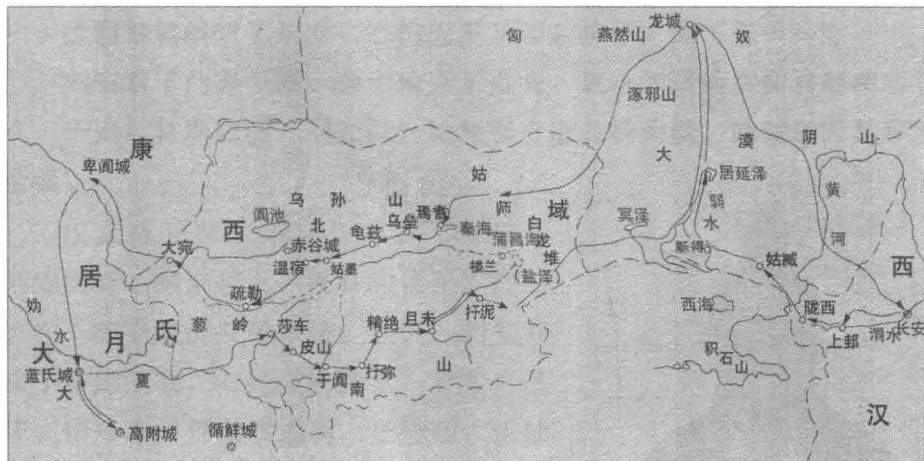 匈 燕然山 龙城 奴
涿邪山
大 漠 阴 山
康
卑阗城
居延泽
弱
水
黄
河
乌 孙 山 姑
师
西 阗池 北 乌垒 焉耆
域
白
龙
堆
龟兹 秦海
蒲昌海
冥泽
大宛 赤谷城
温宿 姑墨 楼兰
(盐泽)
觻得 姑臧
西
居
疏勒
葱 岭
西海
陇西
妫
水
大 月 氏
莎车 精绝 且未 扞泥
上邽 渭水 长安
皮山
于阗 扜弥
南 山
积
石
山
蓝氏城
大 夏
高附城 循鲜城
汉